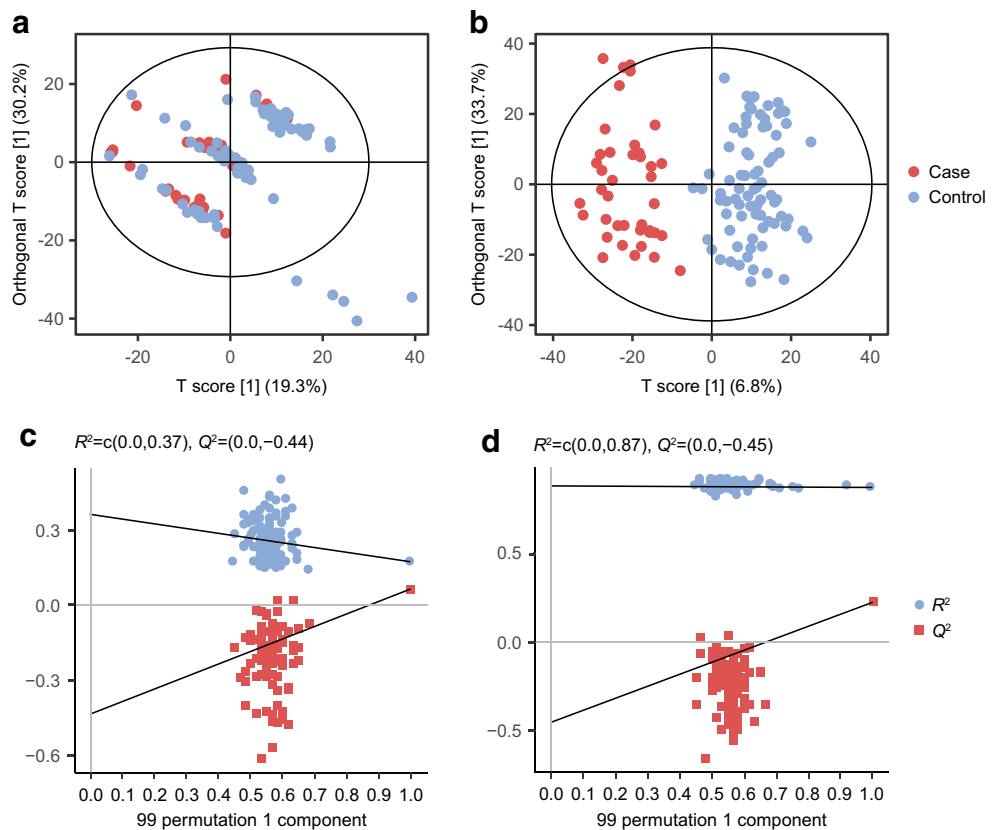 a
Orthogonal T score [1] (30.2%)
20
0
−20
−40
−20
0
20
40
T score [1] (19.3%)
b
Orthogonal T score [1] (33.7%)
40
20
0
−20
−40
−40
−20
0
20
40
T score [1] (6.8%)
Case
Control
c
R²=c(0.0,0.37), Q²=(0.0,−0.44)
0.3
0.0
−0.3
−0.6
0.0 0.1 0.2 0.3 0.4 0.5 0.6 0.7 0.8 0.9 1.0
99 permutation 1 component
d
R²=c(0.0,0.87), Q²=(0.0,−0.45)
0.5
0.0
−0.5
0.0 0.1 0.2 0.3 0.4 0.5 0.6 0.7 0.8 0.9 1.0
99 permutation 1 component
R²
Q²